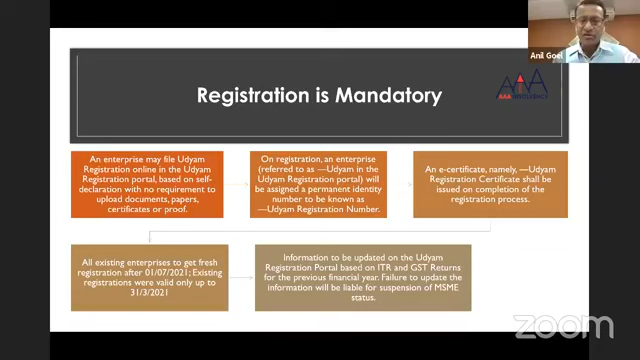 Anil Goel
AAA
AAA INSOLVENCY
Registration is Mandatory
An enterprise may file Udyam
Registration online in the Udyam
Registration portal, based on self-
declaration with no requirement to
upload documents, papers,
certificates or proof.
On registration, an enterprise
(referred to as ―Udyam in the
Udyam Registration portal) will
be assigned a permanent identity
number to be known as
―Udyam Registration Number.
An e-certificate, namely, ―Udyam
Registration Certificate shall be
issued on completion of the
registration process.
All existing enterprises to get fresh
registration after 01/07/2021; Existing
registrations were valid only up to
31/3/2021
Information to be updated on the Udyam
Registration Portal based on ITR and GST Returns
for the previous financial year. Failure to update the
information will be liable for suspension of MSME
status.
zoom